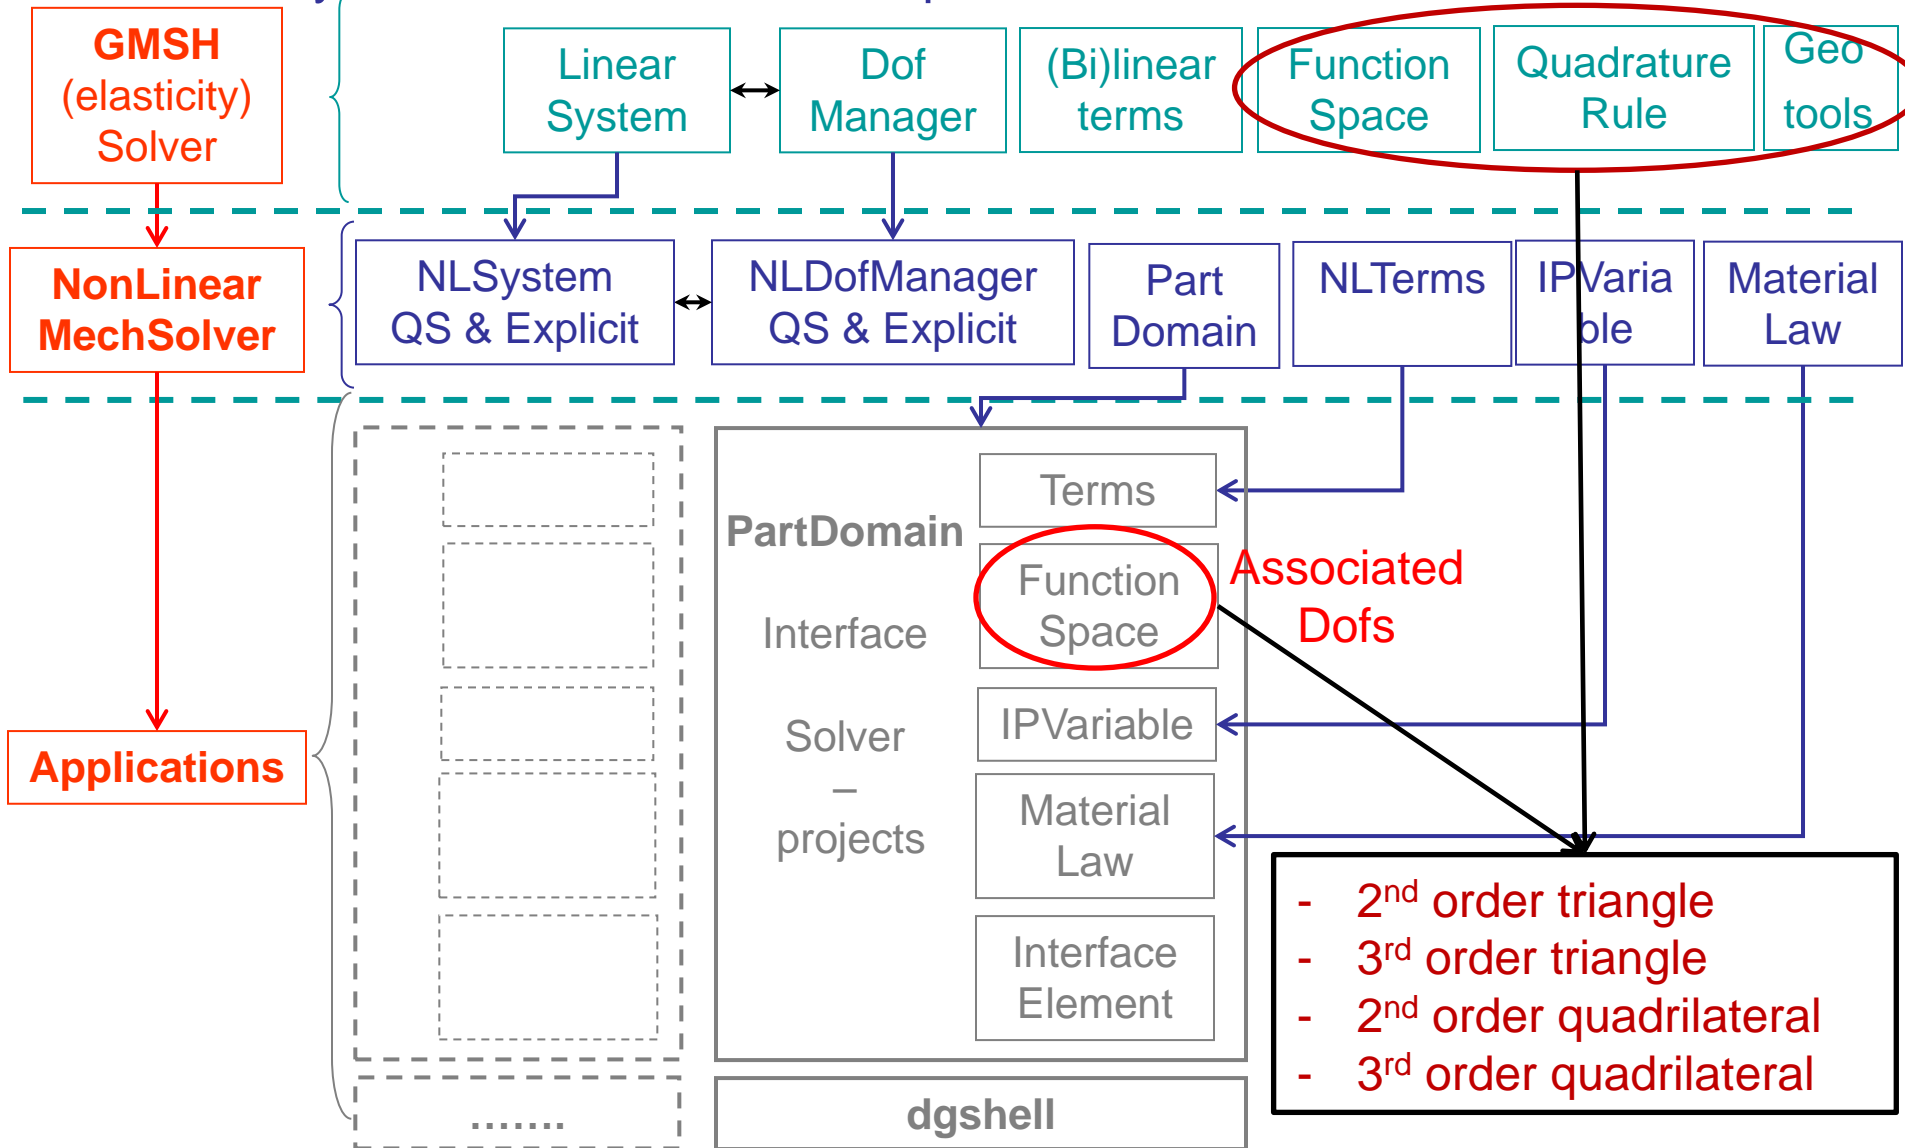 GMSH
(elasticity)
Solver
Linear
System
Dof
Manager
(Bi)linear
terms
Function
Space
Quadrature
Rule
Geo
tools
NonLinear
MechSolver
NLSystem
QS & Explicit
NLDofManager
QS & Explicit
Part
Domain
NLTerms
IPVaria
ble
Material
Law
Applications
PartDomain
Interface
Solver
–
projects
Terms
Function
Space
IPVariable
Material
Law
Interface
Element
Associated
Dofs
- 2nd order triangle
- 3rd order triangle
- 2nd order quadrilateral
- 3rd order quadrilateral
.......
dgshell